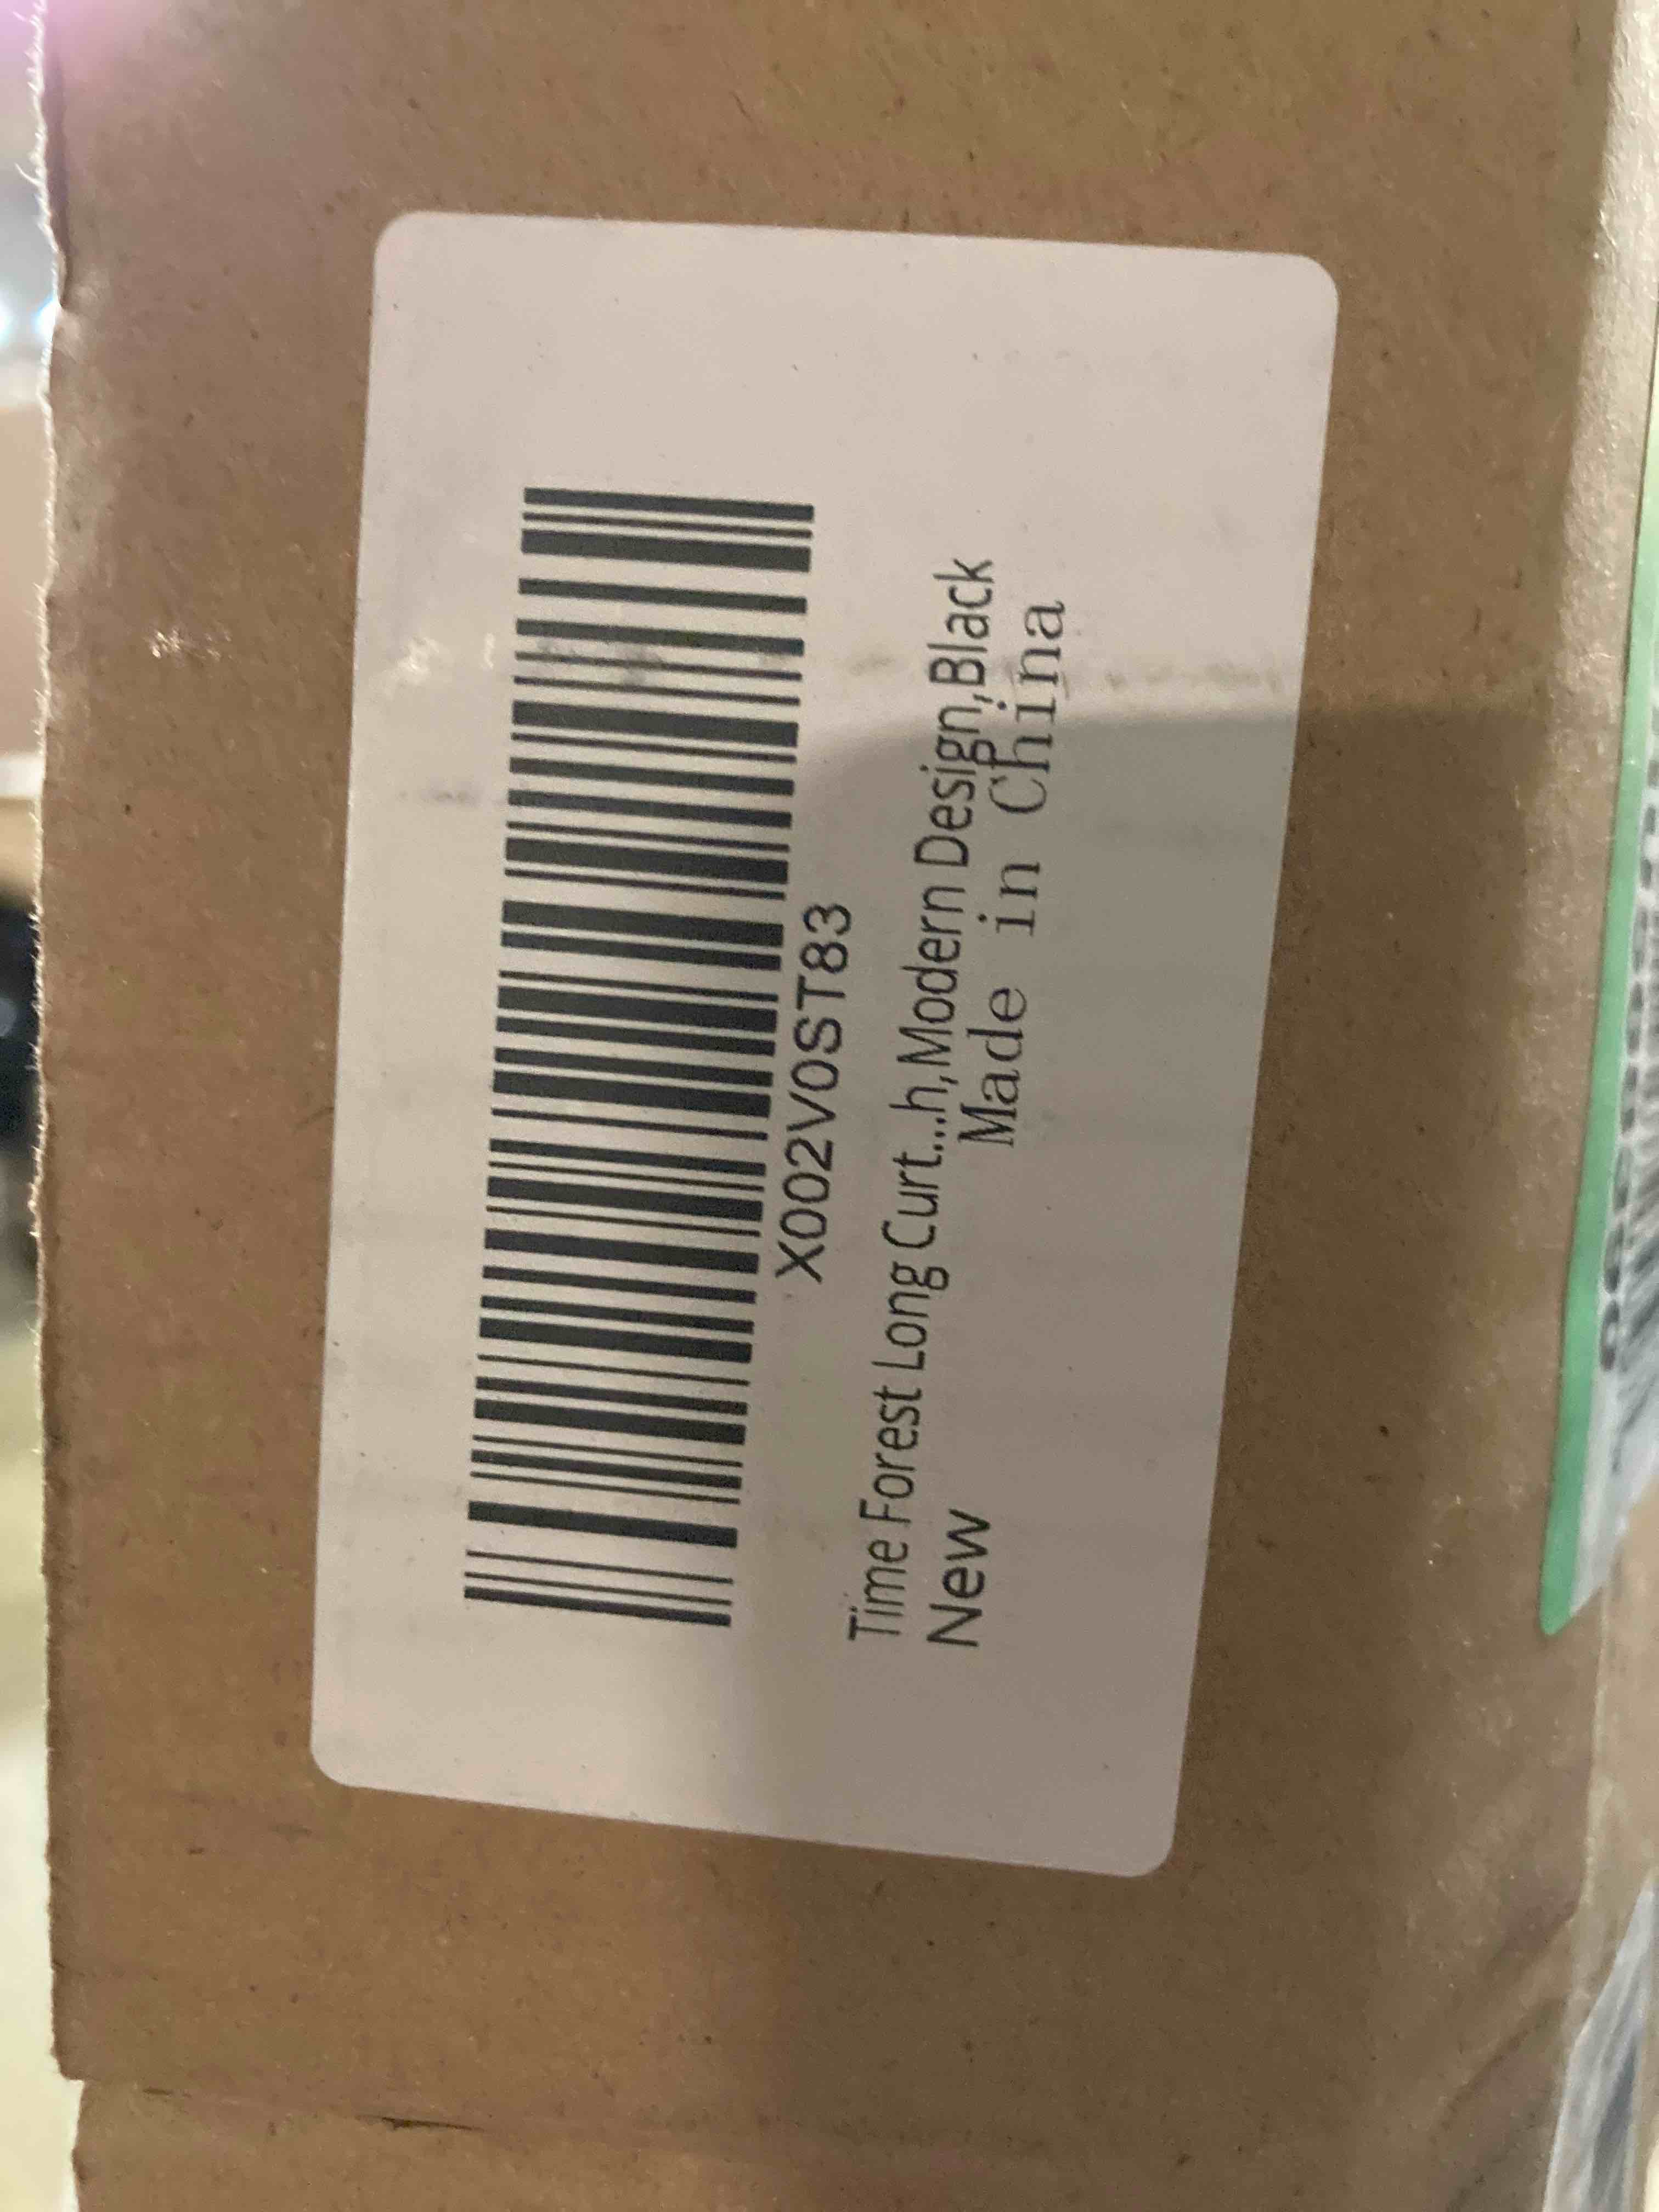 X002V0ST83
Time Forest Long Curt...h,Modern Design,Black
New
Made in China